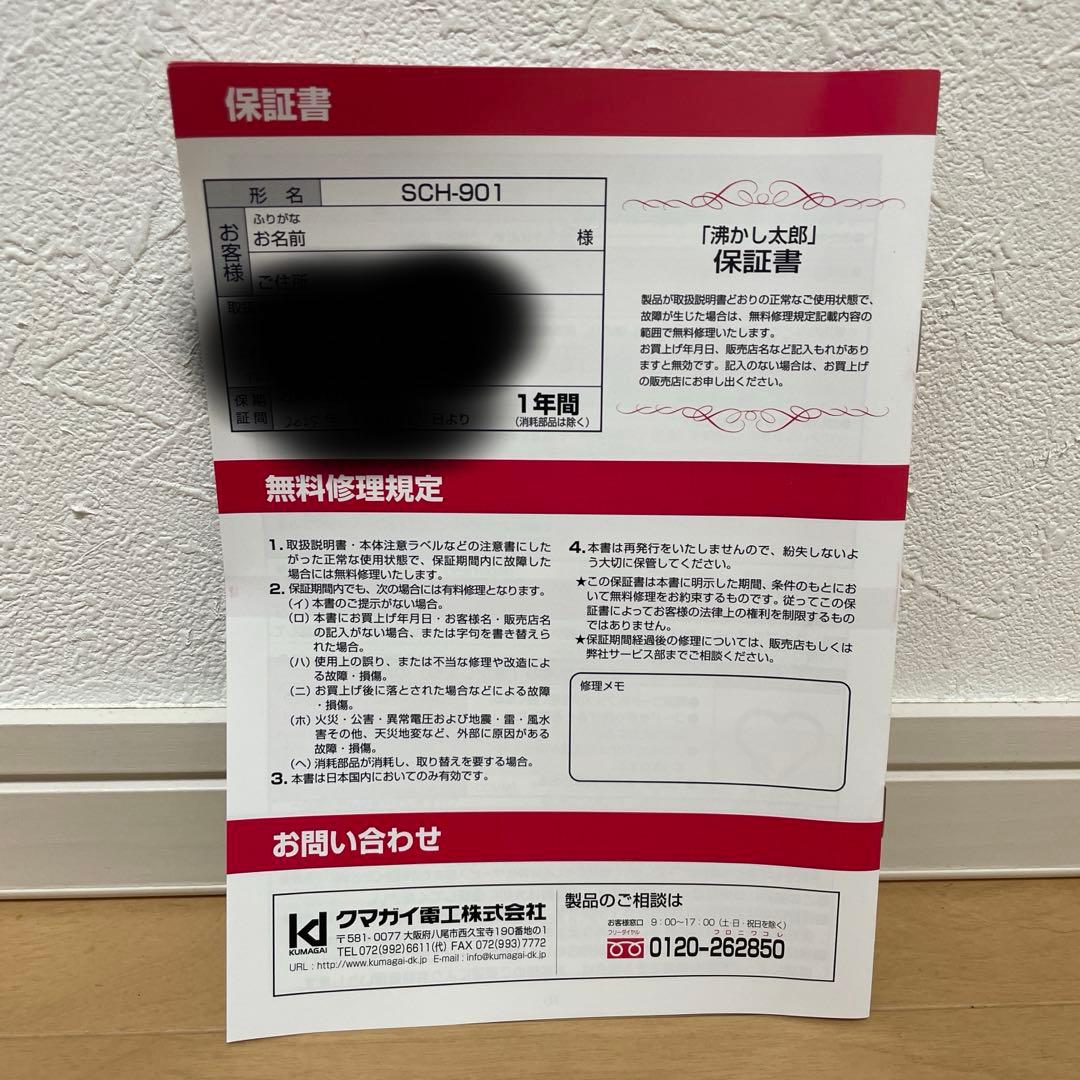 保証書
形 名 SCH-901
お客様
ふりがな
お名前 様
ご住所
保証期間 2025年 日より 1年間
(消耗部品は除く)
「沸かし太郎」
保証書
製品が取扱説明書どおりの正常なご使用状態で、
故障が生じた場合は、無料修理規定記載内容の
範囲で無料修理いたします。
お買上げ年月日、販売店名など記入もれがあり
ますと無効です。記入のない場合は、お買上げ
の販売店にお申し出ください。
無料修理規定
1. 取扱説明書・本体注意ラベルなどの注意書にした
がった正常な使用状態で、保証期間内に故障した
場合には無料修理いたします。
2. 保証期間内でも、次の場合には有料修理となります。
(イ)本書のご提示がない場合。
(ロ)本書にお買上げ年月日・お客様名・販売店名
の記入がない場合、または字句を書き替えら
れた場合。
(ハ)使用上の誤り、または不当な修理や改造によ
る故障・損傷。
(ニ)お買上げ後に落とされた場合などによる故障
・損傷。
(ホ)火災・公害・異常電圧および地震・雷・風水
害その他、天災地変など、外部に原因がある
故障・損傷。
(ヘ)消耗部品が消耗し、取り替えを要する場合。
3. 本書は日本国内においてのみ有効です。
4. 本書は再発行をいたしませんので、紛失しないよ
う大切に保管してください。
★この保証書は本書に明示した期間、条件のもとにお
いて無料修理をお約束するものです。従ってこの保
証書によってお客様の法律上の権利を制限するもの
ではありません。
★保証期間経過後の修理については、販売店もしくは
弊社サービス部までご相談ください。
修理メモ
お問い合わせ
KUMAGAI
クマガイ電工株式会社
〒581-0077 大阪府八尾市西久宝寺190番地の1
TEL 072(992)6611(代) FAX 072(993)7772
URL : http://www.kumagai-dk.jp E-mail : info@kumagai-dk.jp
製品のご相談は
お客様窓口 9:00〜17:00(土・日・祝日を除く)
フリーダイヤル フロニワコレ
0120-262850